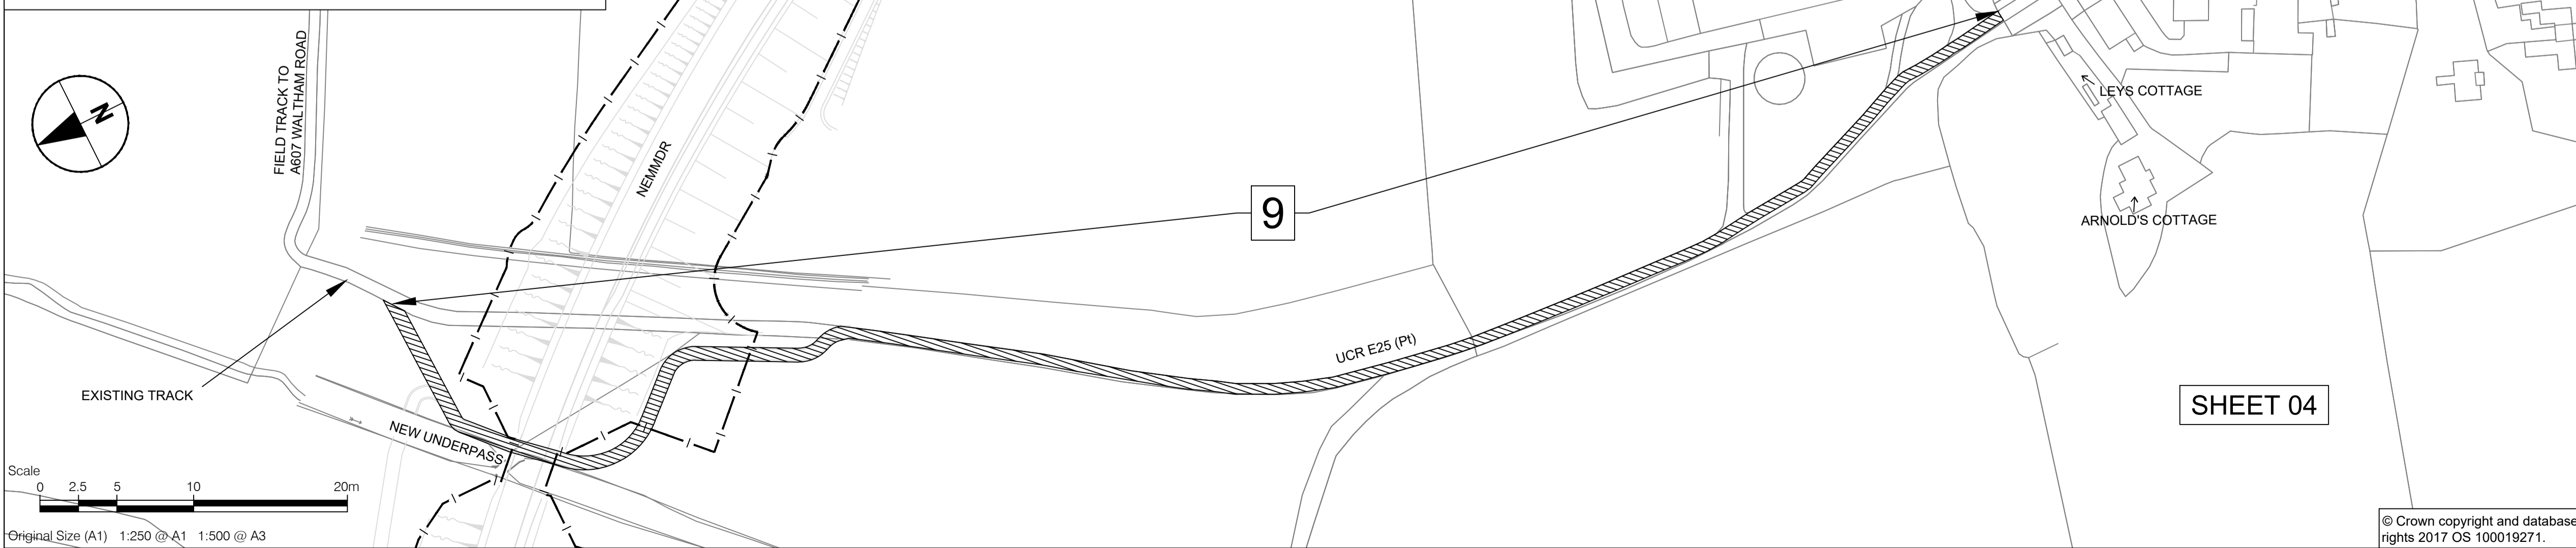 FIELD TRACK TO
A607 WALTHAM ROAD
N
NEMMDR
9
LEYS COTTAGE
ARNOLD'S COTTAGE
UCR E25 (Pt)
EXISTING TRACK
NEW UNDERPASS
SHEET 04
Scale
0 2.5 5 10 20m
Original Size (A1) 1:250 @ A1 1:500 @ A3
© Crown copyright and database
rights 2017 OS 100019271.